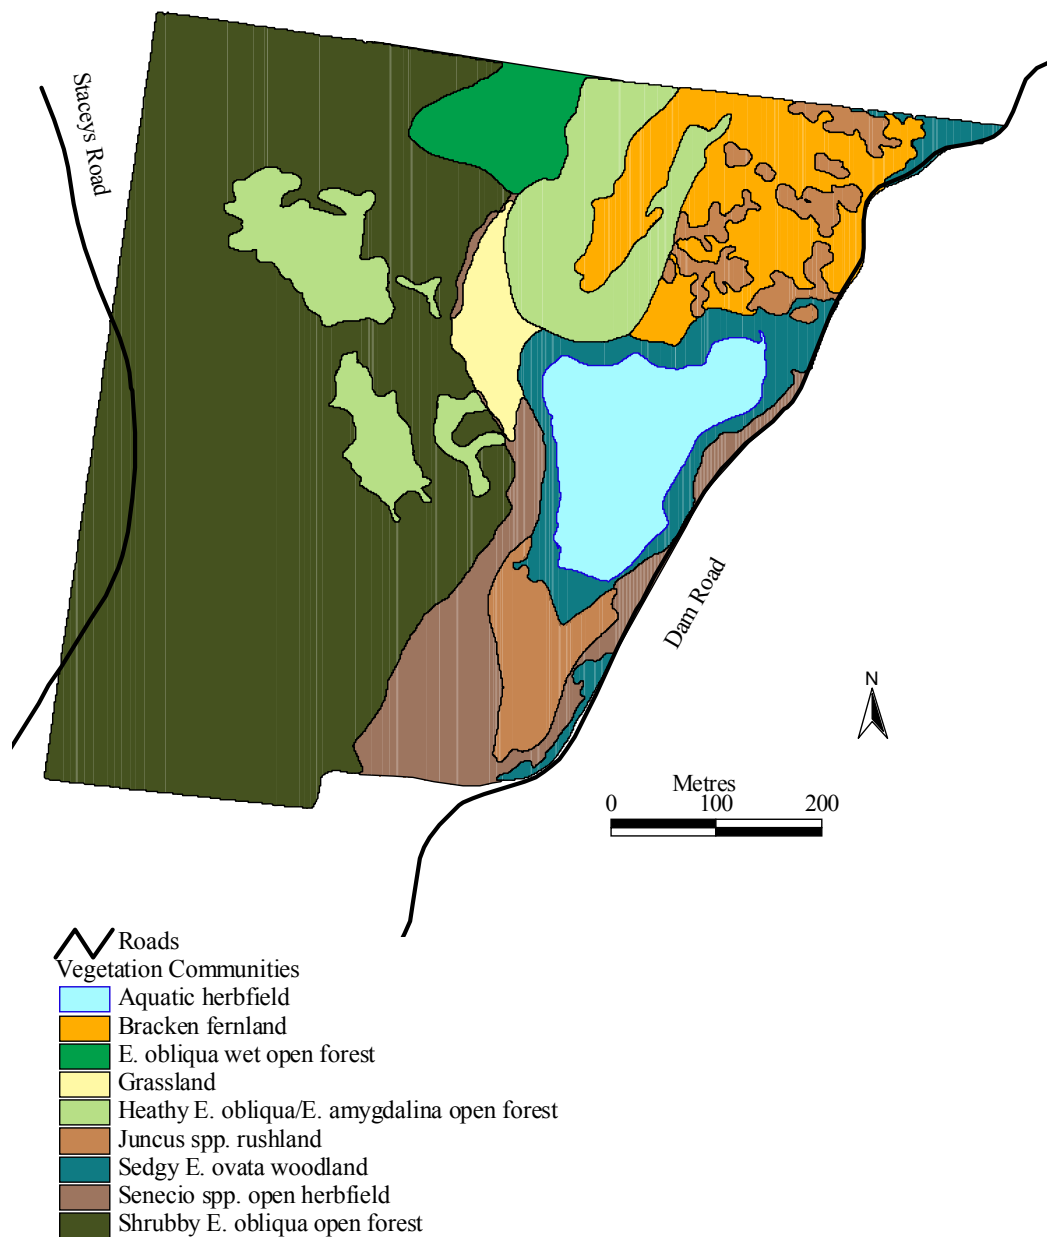 Staceys Road
Dam Road
N
Metres
0 100 200
Roads
Vegetation Communities
Aquatic herbfield
Bracken fernland
E. obliqua wet open forest
Grassland
Heathy E. obliqua/E. amygdalina open forest
Juncus spp. rushland
Sedgy E. ovata woodland
Senecio spp. open herbfield
Shrubby E. obliqua open forest